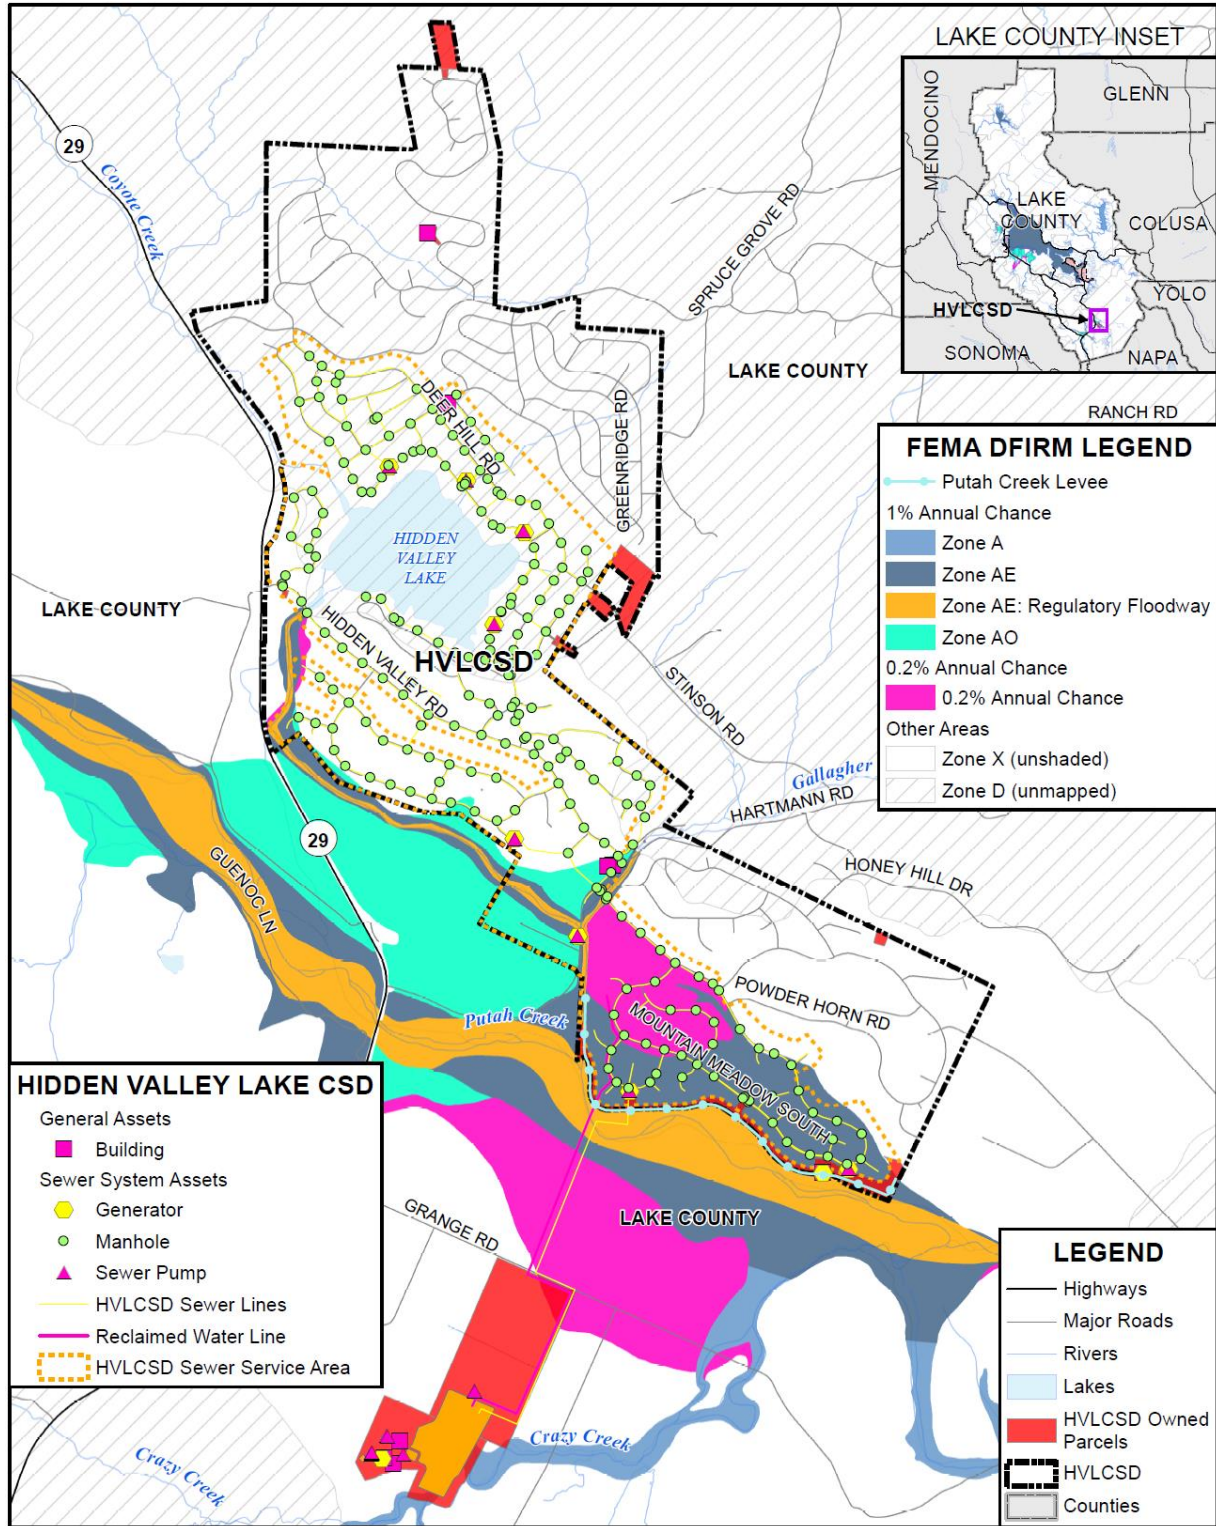 LAKE COUNTY INSET
MENDOCINO
GLENN
LAKE
COUNTY
COLUSA
YOLO
HVLCSD
SONOMA
NAPA
29
Coyote Creek
SPRUCE GROVE RD
LAKE COUNTY
RANCH RD
DEER HILL RD
GREENRIDGE RD
HIDDEN
VALLEY
LAKE
LAKE COUNTY
HIDDEN VALLEY RD
HVLCSD
STINSON RD
Gallagher
HARTMANN RD
29
GUENOC LN
HONEY HILL DR
POWDER HORN RD
Putah Creek
MOUNTAIN MEADOW SOUTH
LAKE COUNTY
GRANGE RD
Crazy Creek
Crazy Creek
FEMA DFIRM LEGEND
Putah Creek Levee
1% Annual Chance
Zone A
Zone AE
Zone AE: Regulatory Floodway
Zone AO
0.2% Annual Chance
0.2% Annual Chance
Other Areas
Zone X (unshaded)
Zone D (unmapped)
HIDDEN VALLEY LAKE CSD
General Assets
Building
Sewer System Assets
Generator
Manhole
Sewer Pump
HVLCSD Sewer Lines
Reclaimed Water Line
HVLCSD Sewer Service Area
LEGEND
Highways
Major Roads
Rivers
Lakes
HVLCSD Owned
Parcels
HVLCSD
Counties